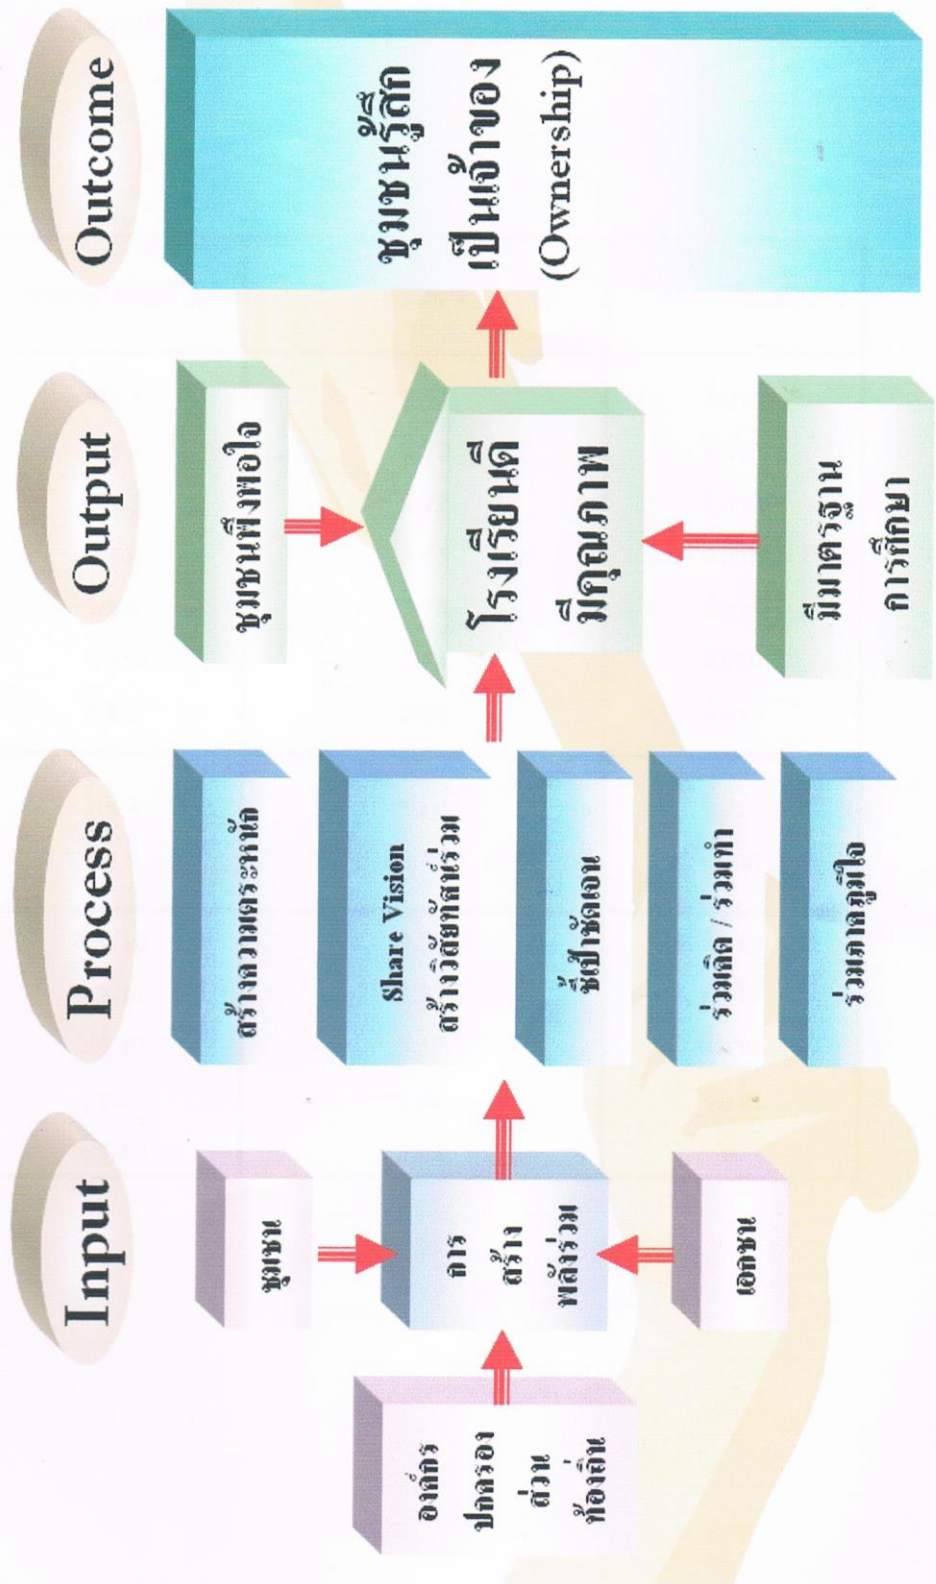 Input
Process
Output
Outcome
องค์กร
ปกครอง
ส่วน
ท้องถิ่น
ชุมชน
การ
สร้าง
พลังร่วม
เอกชน
สร้างความตระหนัก
Share Vision
สร้างวิสัยทัศน์ร่วม
ชี้เป้าชัดเจน
ร่วมคิด / ร่วมทำ
ร่วมภาคภูมิใจ
ชุมชนพึงพอใจ
โรงเรียนดี
มีคุณภาพ
มีมาตรฐาน
การศึกษา
ชุมชนรู้สึก
เป็นเจ้าของ
(Ownership)